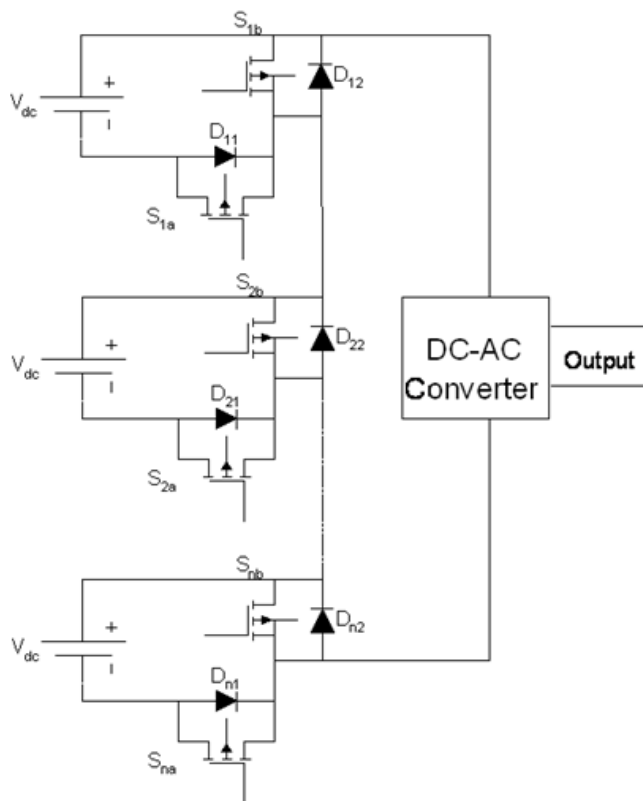 S1b
+
D12
Vdc
−
D11
S1a
S2b
+
D22
Vdc
−
D21
S2a
DC-AC
Converter
Output
Snb
+
Dn2
Vdc
−
Dn1
Sna